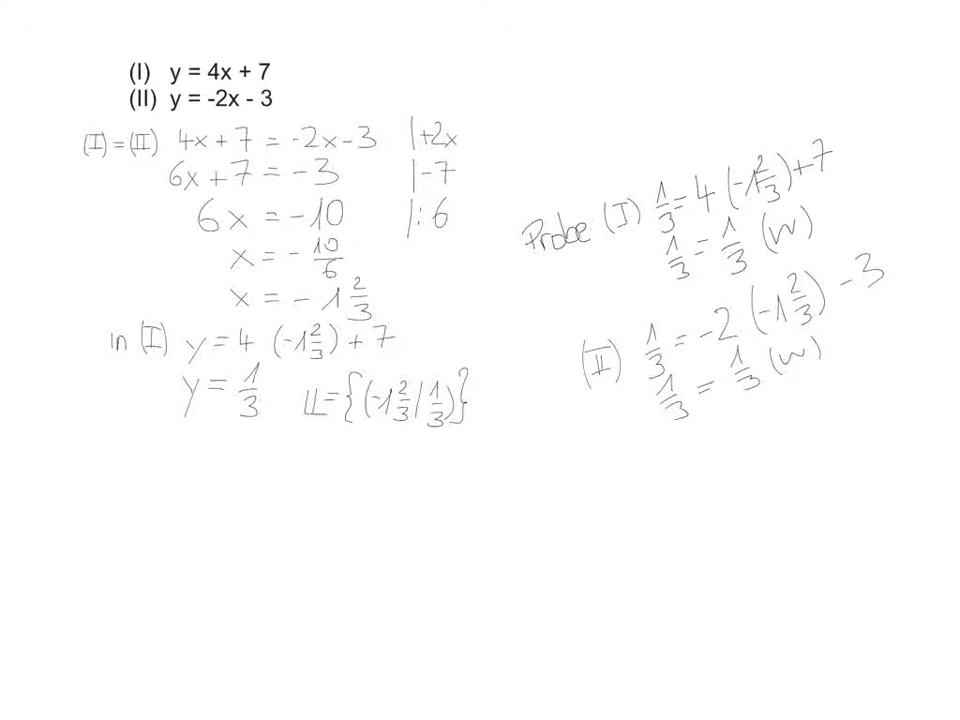 (I) y = 4x + 7
(II) y = -2x - 3
(I) = (II) 4x + 7 = -2x - 3 | +2x
6x + 7 = -3 | -7
6x = -10 | : 6
x = - 10/6
x = - 1 2/3
in (I) y = 4 (-1 2/3) + 7
y = 1/3 𝕃 = {(-1 2/3 | 1/3)}
Probe (I) 1/3 = 4 (-1 2/3) + 7
1/3 = 1/3 (w)
(II) 1/3 = -2 (-1 2/3) - 3
1/3 = 1/3 (w)